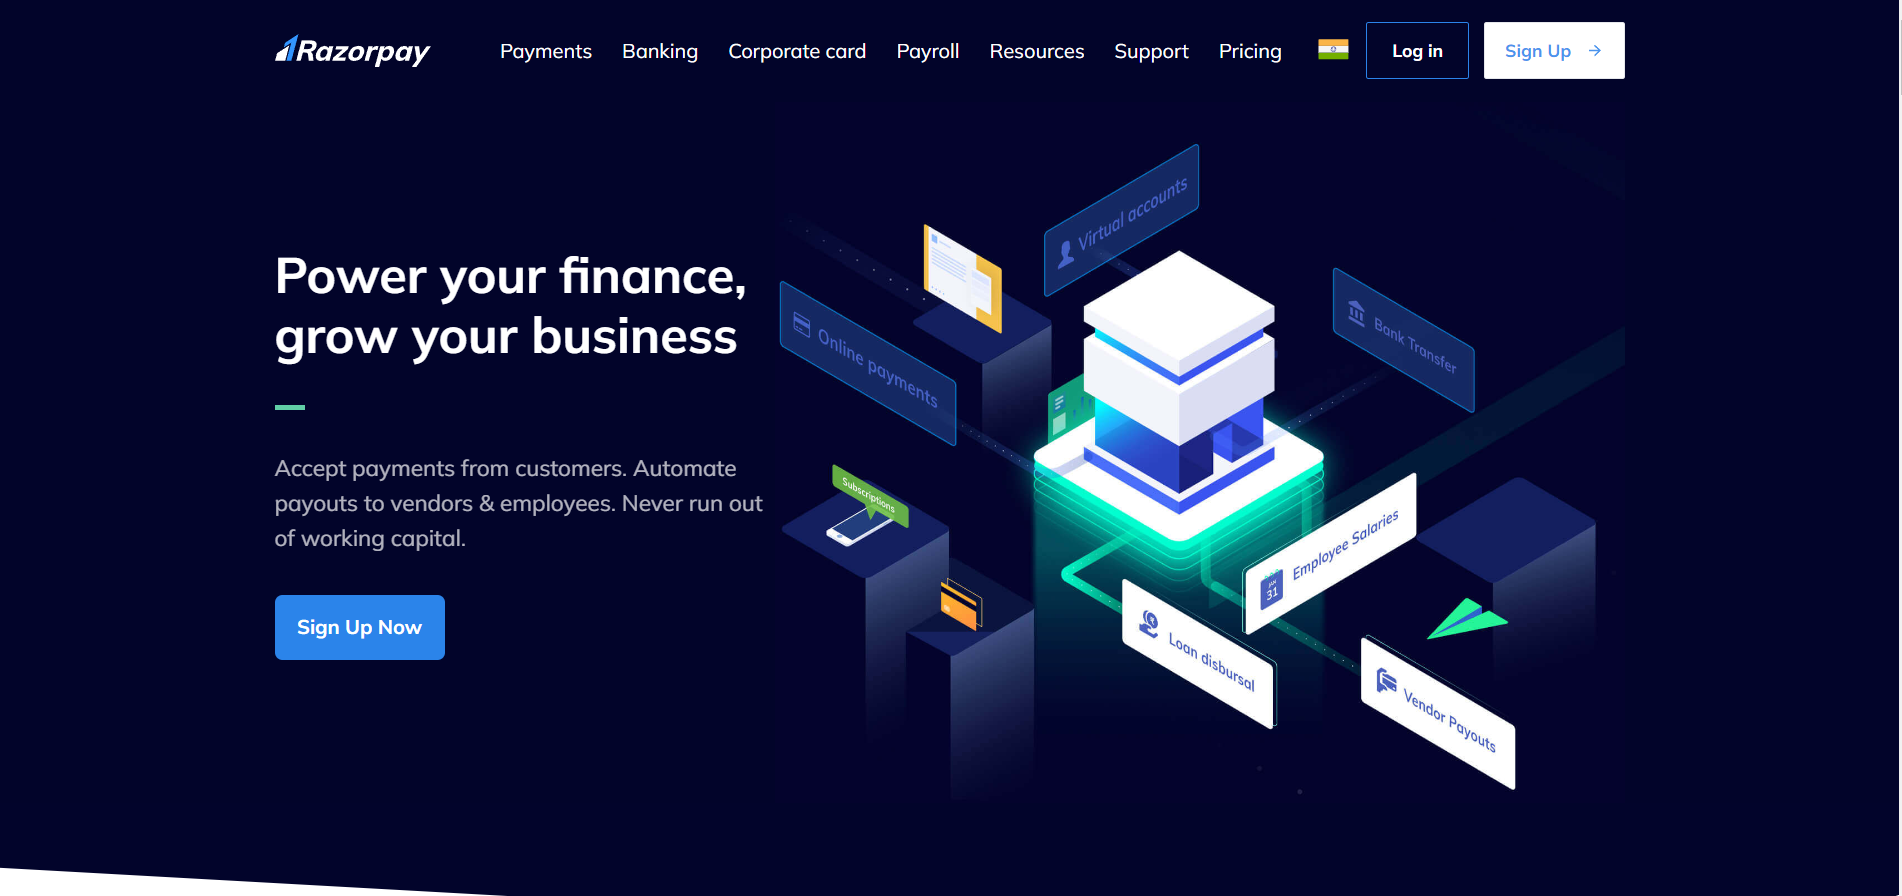 Razorpay
Payments
Banking
Corporate card
Payroll
Resources
Support
Pricing
Log in
Sign Up
Power your finance,
grow your business
Accept payments from customers. Automate
payouts to vendors & employees. Never run out
of working capital.
Sign Up Now
Virtual accounts
Online payments
Bank Transfer
Subscriptions
Employee Salaries
JAN
31
Loan disbursal
Vendor Payouts